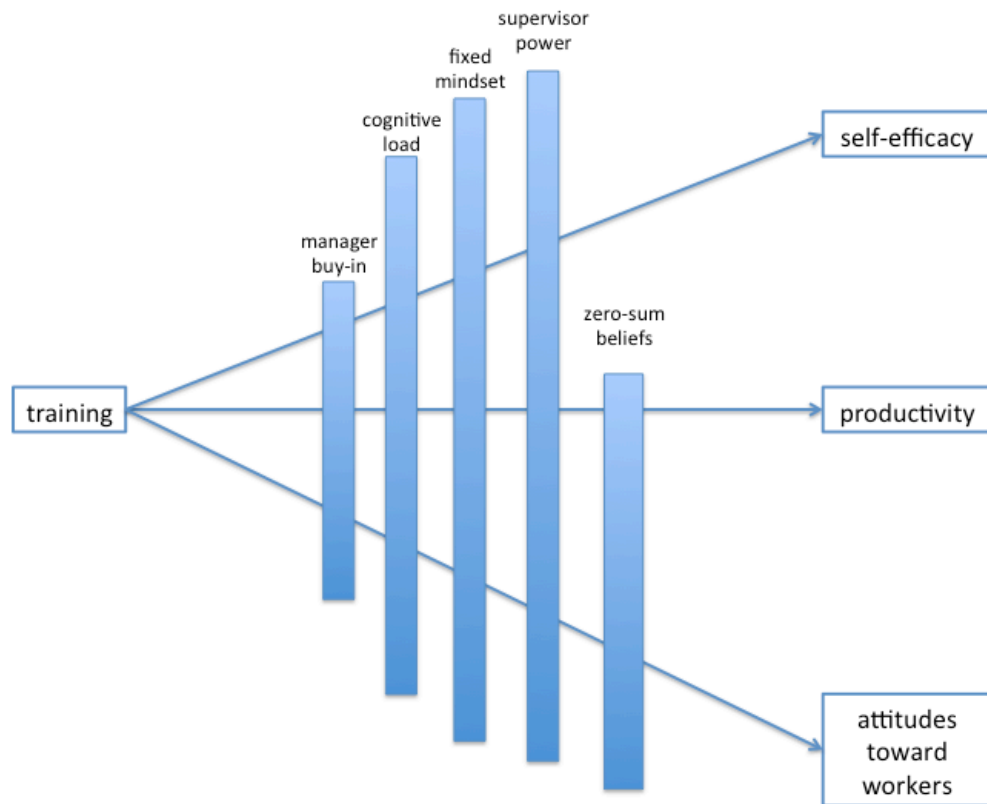 supervisor
power
fixed
mindset
cognitive
load
manager
buy-in
zero-sum
beliefs
training
self-efficacy
productivity
attitudes
toward
workers